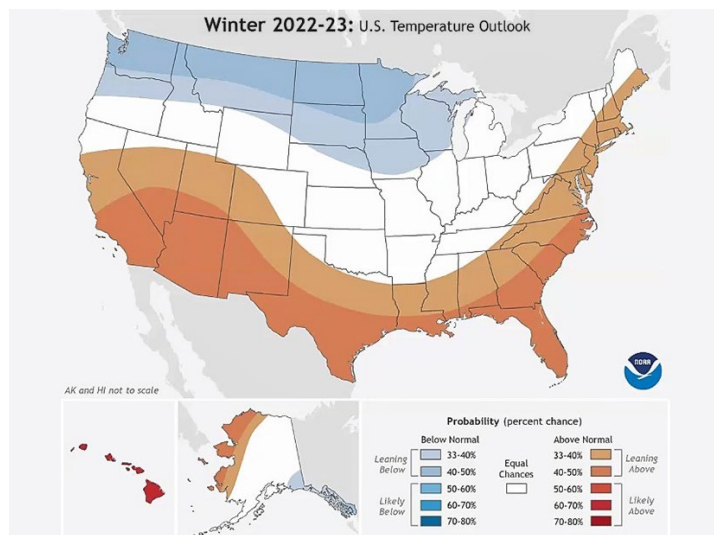 Winter 2022-23: U.S. Temperature Outlook
NOAA
AK and HI not to scale
Probability (percent chance)
Below Normal
Above Normal
Leaning Below
33-40%
40-50%
Likely Below
50-60%
60-70%
70-80%
Equal Chances
33-40%
40-50%
Leaning Above
50-60%
60-70%
70-80%
Likely Above